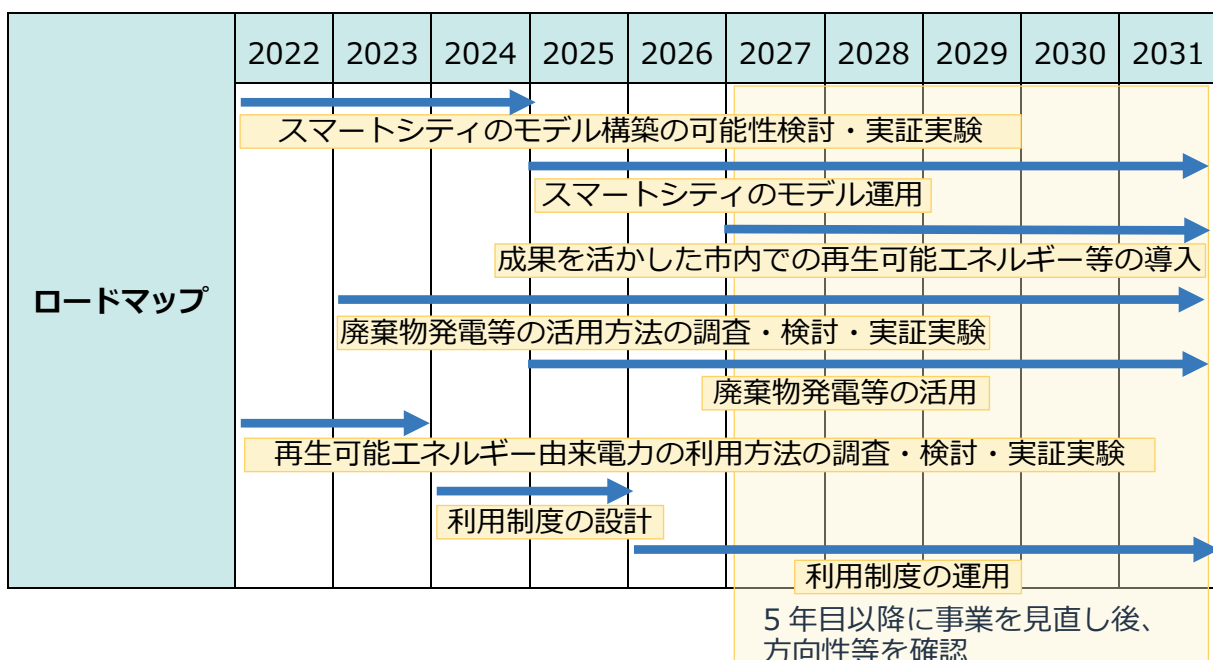 2022 2023 2024 2025 2026 2027 2028 2029 2030 2031
ロードマップ
スマートシティのモデル構築の可能性検討・実証実験
スマートシティのモデル運用
成果を活かした市内での再生可能エネルギー等の導入
廃棄物発電等の活用方法の調査・検討・実証実験
廃棄物発電等の活用
再生可能エネルギー由来電力の利用方法の調査・検討・実証実験
利用制度の設計
利用制度の運用
5 年目以降に事業を見直し後、
方向性等を確認